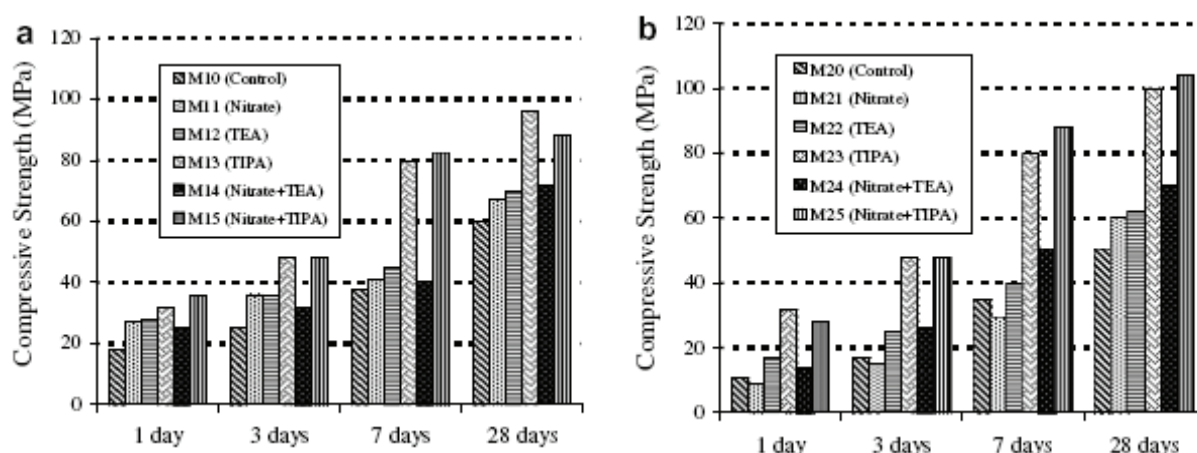 a
120
100
80
60
40
20
0
Compressive Strength (MPa)
M10 (Control)
M11 (Nitrate)
M12 (TEA)
M13 (TIPA)
M14 (Nitrate+TEA)
M15 (Nitrate+TIPA)
1 day
3 days
7 days
28 days
b
120
100
80
60
40
20
0
Compressive Strength (MPa)
M20 (Control)
M21 (Nitrate)
M22 (TEA)
M23 (TIPA)
M24 (Nitrate+TEA)
M25 (Nitrate+TIPA)
1 day
3 days
7 days
28 days